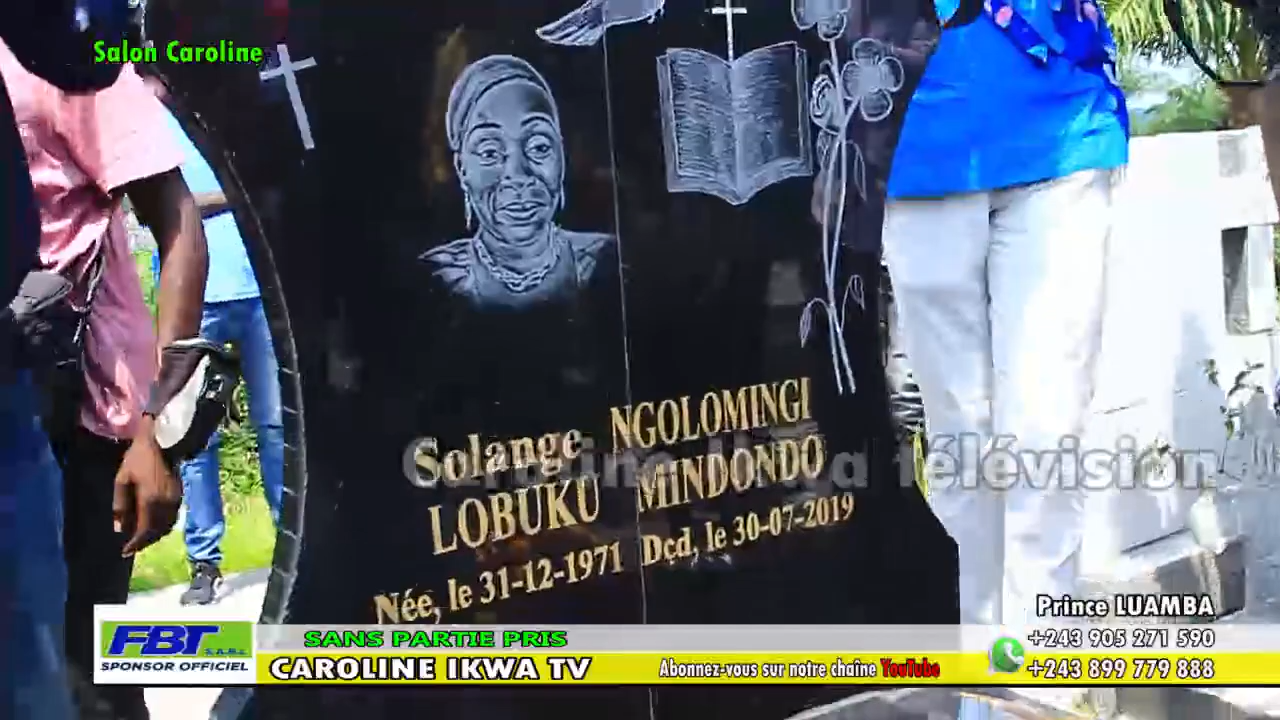 Salon Caroline
Solange NGOLOMINGI
LOBUKU MINDONDO
Née, le 31-12-1971 Dcd, le 30-07-2019
télévision
Prince LUAMBA
FBT S.A.R.L
SPONSOR OFFICIEL
SANS PARTIE PRIS
+243 905 271 590
CAROLINE IKWA TV
Abonnez-vous sur notre chaîne YouTube
+243 899 779 888